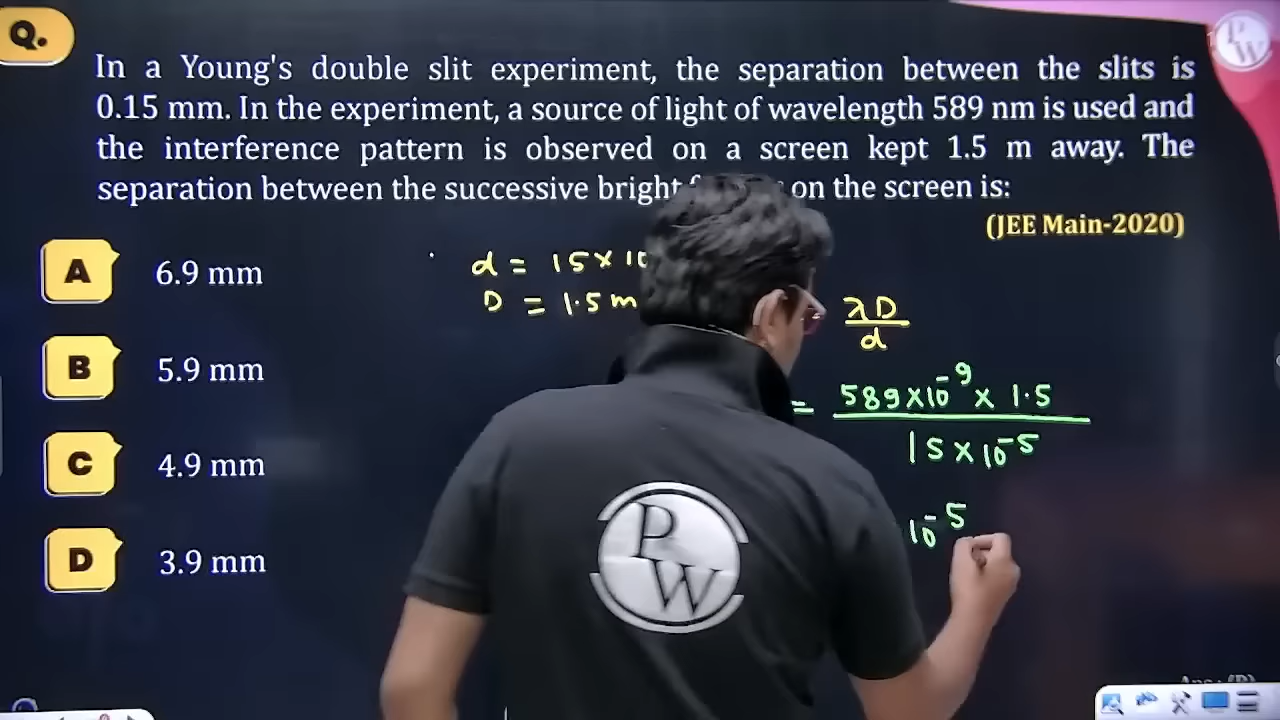 Q.
In a Young's double slit experiment, the separation between the slits is
0.15 mm. In the experiment, a source of light of wavelength 589 nm is used and
the interference pattern is observed on a screen kept 1.5 m away. The
separation between the successive bright on the screen is:
(JEE Main-2020)
A 6.9 mm
B 5.9 mm
C 4.9 mm
D 3.9 mm
d = 15 × 10
D = 1.5 m
λD
d
= 589×10⁻⁹ × 1.5
15 × 10⁻⁵
10⁻⁵
PW
PW